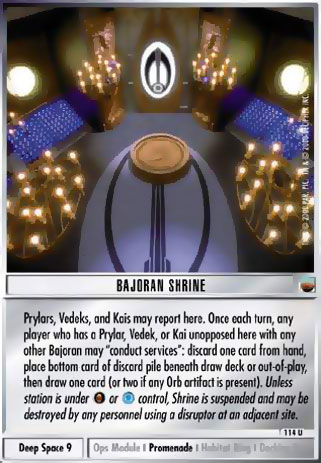 BAJORAN SHRINE
Prylars, Vedeks, and Kais may report here. Once each turn, any
player who has a Prylar, Vedek, or Kai unopposed here with any
other Bajoran may "conduct services": discard one card from hand,
place bottom card of discard pile beneath draw deck or out-of-play,
then draw one card (or two if any Orb artifact is present). Unless
station is under or control, Shrine is suspended and may be
destroyed by any personnel using a disruptor at an adjacent site.
114 U
Deep Space 9 Ops Module | Promenade | Habitat Ring |